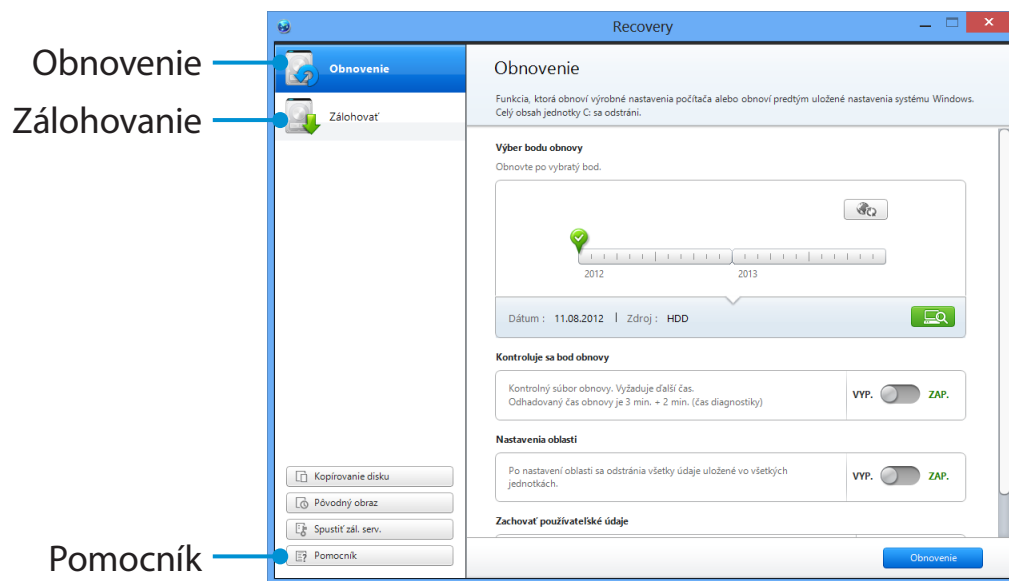 Obnovenie
Zálohovanie
Pomocník
Recovery
Obnovenie
Zálohovať
Kopírovanie disku
Pôvodný obraz
Spustiť zál. serv.
Pomocník
Obnovenie
Funkcia, ktorá obnoví výrobné nastavenia počítača alebo obnoví predtým uložené nastavenia systému Windows.
Celý obsah jednotky C: sa odstráni.
Výber bodu obnovy
Obnovte po vybratý bod.
2012 2013
Dátum : 11.08.2012 | Zdroj : HDD
Kontroluje sa bod obnovy
Kontrolný súbor obnovy. Vyžaduje ďalší čas.
Odhadovaný čas obnovy je 3 min. + 2 min. (čas diagnostiky)
VYP. ZAP.
Nastavenia oblasti
Po nastavení oblasti sa odstránia všetky údaje uložené vo všetkých
jednotkách.
VYP. ZAP.
Zachovať používateľské údaje
Obnovenie